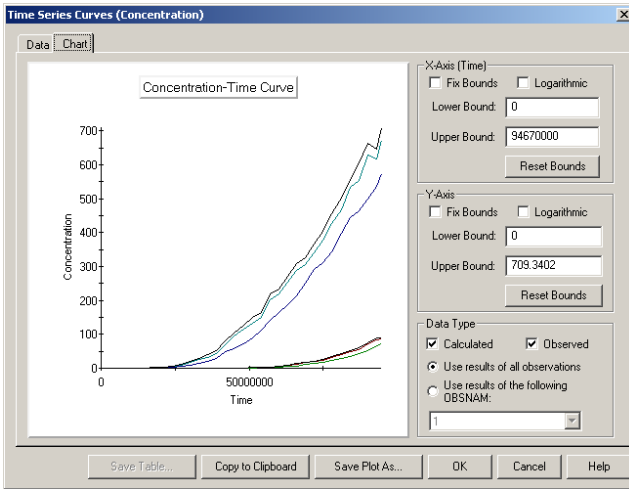 Time Series Curves (Concentration)
Data
Chart
Concentration-Time Curve
700
600
500
400
300
200
100
0
Concentration
0
50000000
Time
X-Axis (Time)
Fix Bounds
Logarithmic
Lower Bound: 0
Upper Bound: 94670000
Reset Bounds
Y-Axis
Fix Bounds
Logarithmic
Lower Bound: 0
Upper Bound: 709.3402
Reset Bounds
Data Type
Calculated
Observed
Use results of all observations
Use results of the following
OBSNAM:
1
Save Table...
Copy to Clipboard
Save Plot As...
OK
Cancel
Help